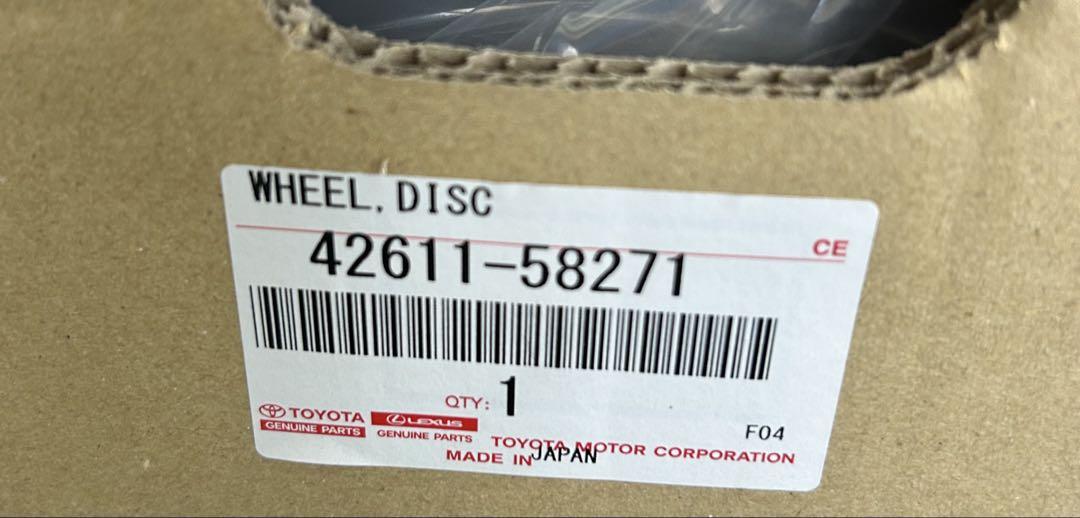 WHEEL, DISC
CE
42611-58271
QTY: 1
F04
TOYOTA LEXUS
GENUINE PARTS GENUINE PARTS TOYOTA MOTOR CORPORATION
MADE IN JAPAN